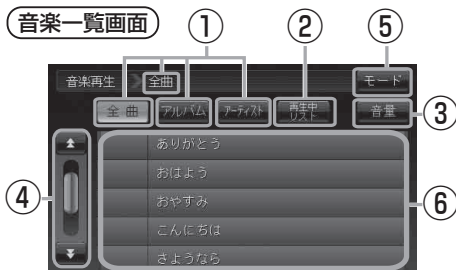 音楽一覧画面
① ② ⑤
音楽再生 全曲 モード
全曲 アルバム アーティスト 再生中リスト 音量 ③
④ ⑥
ありがとう
おはよう
おやすみ
こんにちは
さようなら